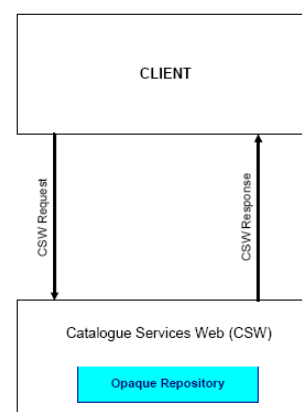 CLIENT
CSW Request
CSW Response
Catalogue Services Web (CSW)
Opaque Repository